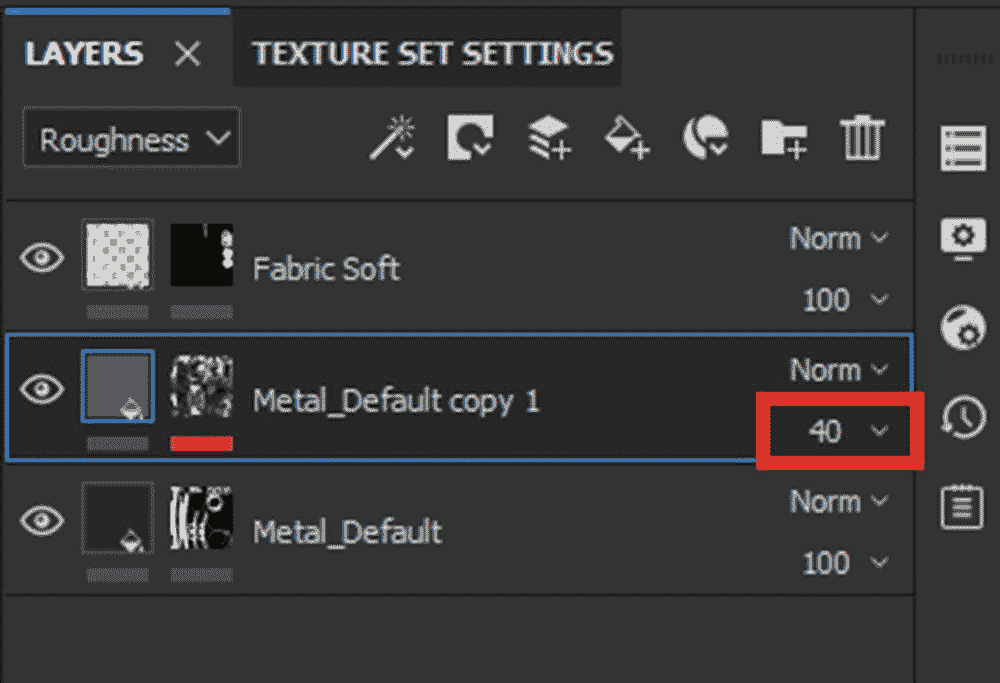 LAYERS
TEXTURE SET SETTINGS
Roughness
Norm
Fabric Soft
100
Norm
Metal_Default copy 1
40
Norm
Metal_Default
100